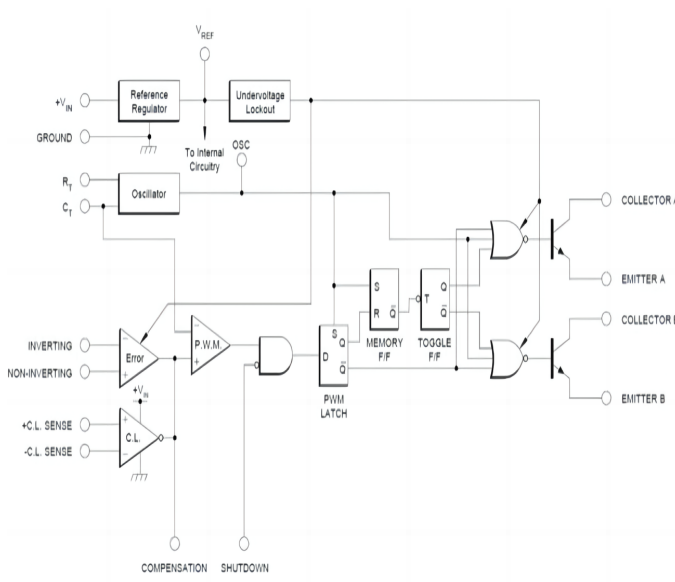 VREF
+VIN
Reference
Regulator
Undervoltage
Lockout
GROUND
To Internal
Circuitry
OSC
RT
CT
Oscillator
COLLECTOR A
EMITTER A
COLLECTOR B
EMITTER B
S
R
Q
MEMORY
F/F
T
Q
Q
TOGGLE
F/F
INVERTING
NON-INVERTING
Error
−
+
P.W.M.
−
+
S
D
Q
Q
PWM
LATCH
+VIN
+C.L. SENSE
-C.L. SENSE
C.L.
+
−
COMPENSATION
SHUTDOWN